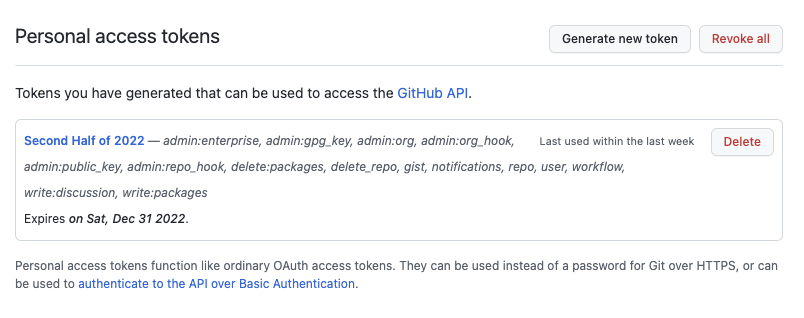 Personal access tokens
Generate new token
Revoke all
Tokens you have generated that can be used to access the GitHub API.
Second Half of 2022 — admin:enterprise, admin:gpg_key, admin:org, admin:org_hook,
Last used within the last week
Delete
admin:public_key, admin:repo_hook, delete:packages, delete_repo, gist, notifications, repo, user, workflow,
write:discussion, write:packages
Expires on Sat, Dec 31 2022.
Personal access tokens function like ordinary OAuth access tokens. They can be used instead of a password for Git over HTTPS, or can
be used to authenticate to the API over Basic Authentication.